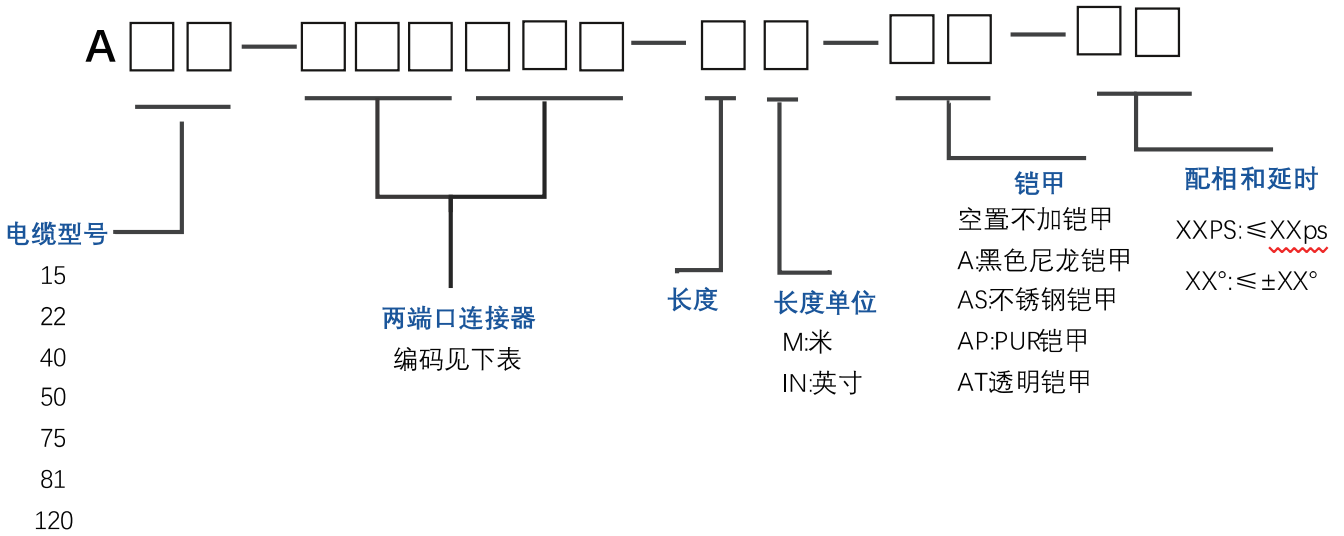 A
电缆型号
15
22
40
50
75
81
120
两端口连接器
编码见下表
长度
长度单位
M:米
IN:英寸
铠甲
空置不加铠甲
A:黑色尼龙铠甲
AS:不锈钢铠甲
AP:PUR铠甲
AT透明铠甲
配相和延时
XXPS:≤XXps
XX°:≤±XX°